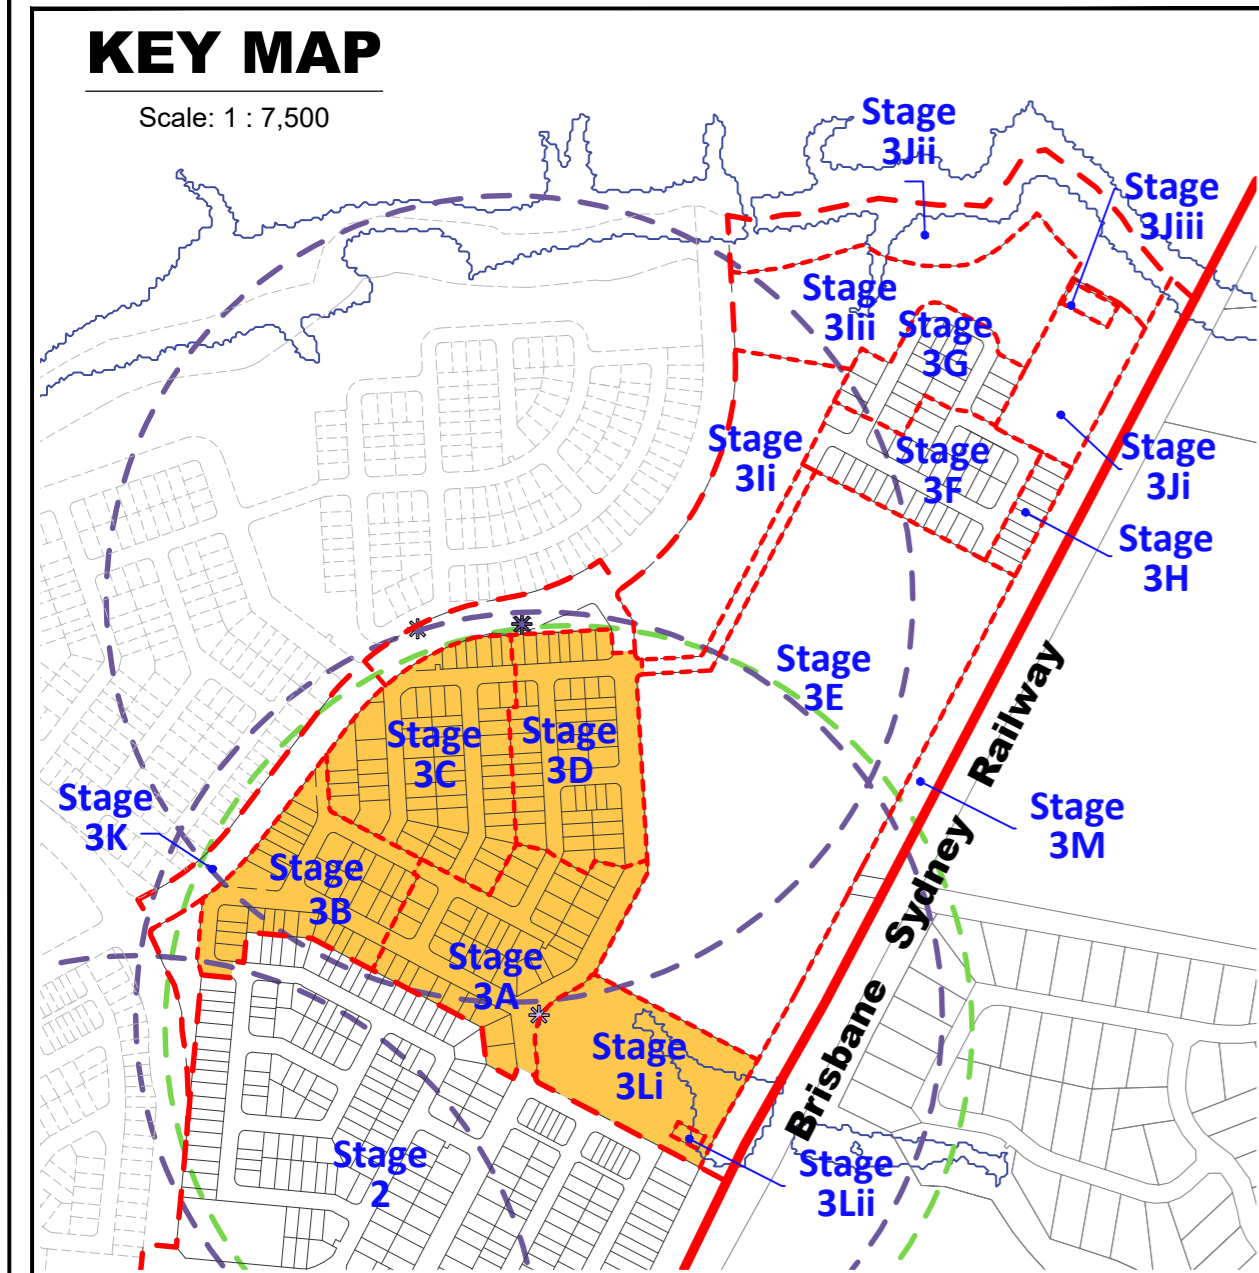 KEY MAP
Scale: 1 : 7,500
Stage
3Jii
Stage
3Jiii
Stage
3Iii
Stage
3G
Stage
3Ii
Stage
3F
Stage
3Ji
Stage
3H
Stage
3E
Stage
3C
Stage
3D
Stage
3K
Stage
3M
Stage
3B
Stage
3A
Stage
3Li
Stage
3Lii
Stage
2
Brisbane Sydney Railway